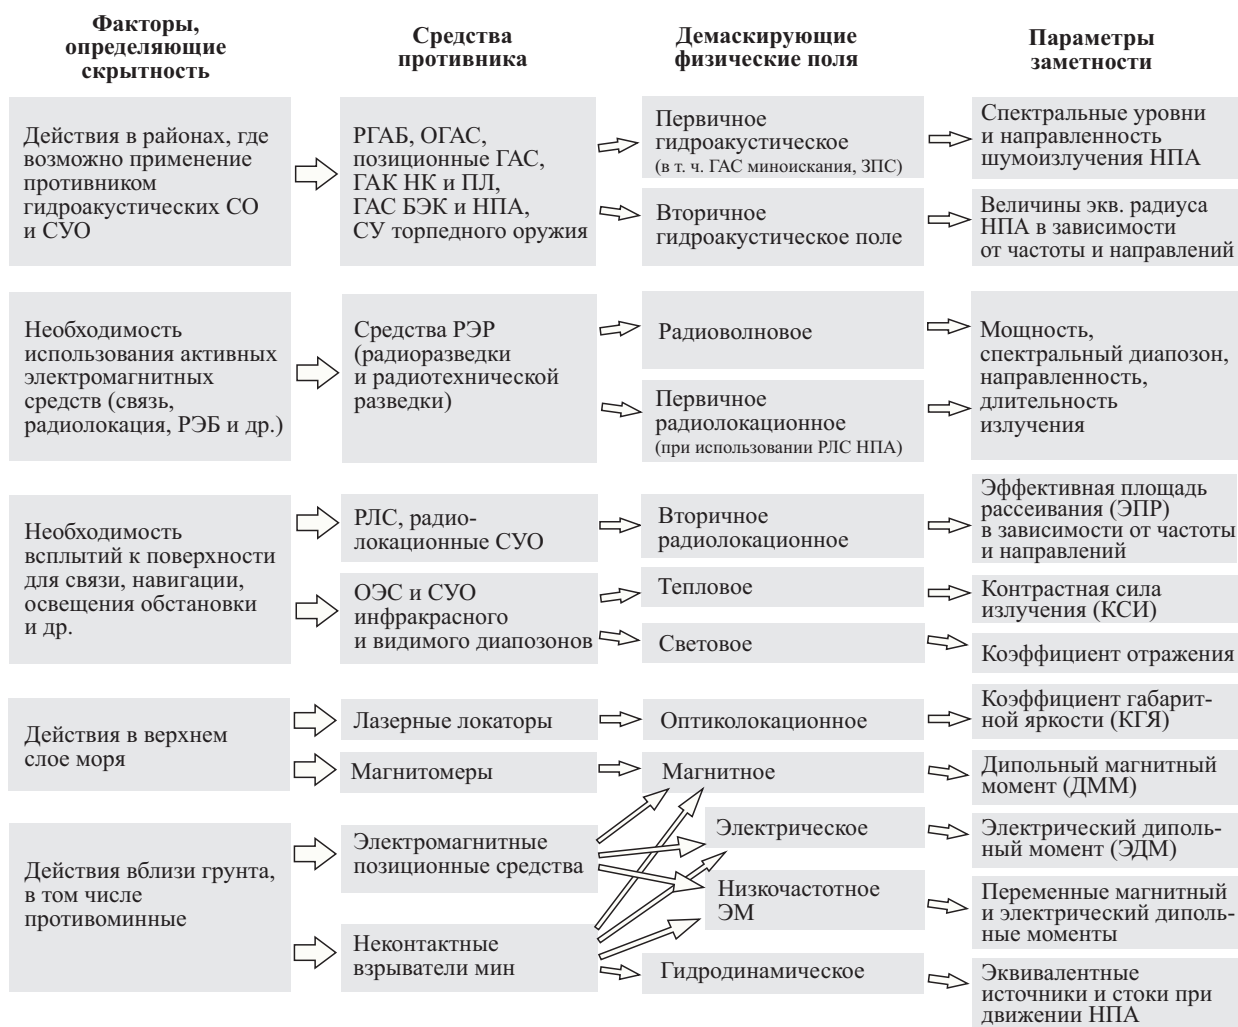 Факторы,
определяющие
скрытность
Средства
противника
Демаскирующие
физические поля
Параметры
заметности
Действия в районах, где
возможно применение
противником
гидроакустических СО
и СУО
РГАБ, ОГАС,
позиционные ГАС,
ГАК НК и ПЛ,
ГАС БЭК и НПА,
СУ торпедного оружия
Первичное
гидроакустическое
(в т. ч. ГАС миноискания, ЗПС)
Спектральные уровни
и направленность
шумоизлучения НПА
Вторичного
гидроакустическое поле
Величины экв. радиуса
НПА в зависимости
от частоты и направлений
Необходимость
использования активных
электромагнитных
средств (связь,
радиолокация, РЭБ и др.)
Средства РЭР
(радиоразведки
и радиотехнической
разведки)
Радиоволновое
Первичное
радиолокационное
(при использовании РЛС НПА)
Мощность,
спектральный диапозон,
направленность,
длительность
излучения
Необходимость
всплытий к поверхности
для связи, навигации,
освещения обстановки
и др.
РЛС, радио-
локационные СУО
Вторичное
радиолокационное
Эффективная площадь
рассеивания (ЭПР)
в зависимости от частоты
и направлений
ОЭС и СУО
инфракрасного
и видимого диапозонов
Тепловое
Контрастная сила
излучения (КСИ)
Световое
Коэффициент отражения
Действия в верхнем
слое моря
Лазерные локаторы
Оптиколокационное
Коэффициент габарит-
ной яркости (КГЯ)
Магнитомеры
Магнитное
Дипольный магнитный
момент (ДММ)
Действия вблизи грунта,
в том числе
противоминные
Электромагнитные
позиционные средства
Электрическое
Электрический диполь-
ный момент (ЭДМ)
Низкочастотное
ЭМ
Переменные магнитный
и электрический диполь-
ные моменты
Неконтактные
взрыватели мин
Гидродинамическое
Эквивалентные
источники и стоки при
движении НПА